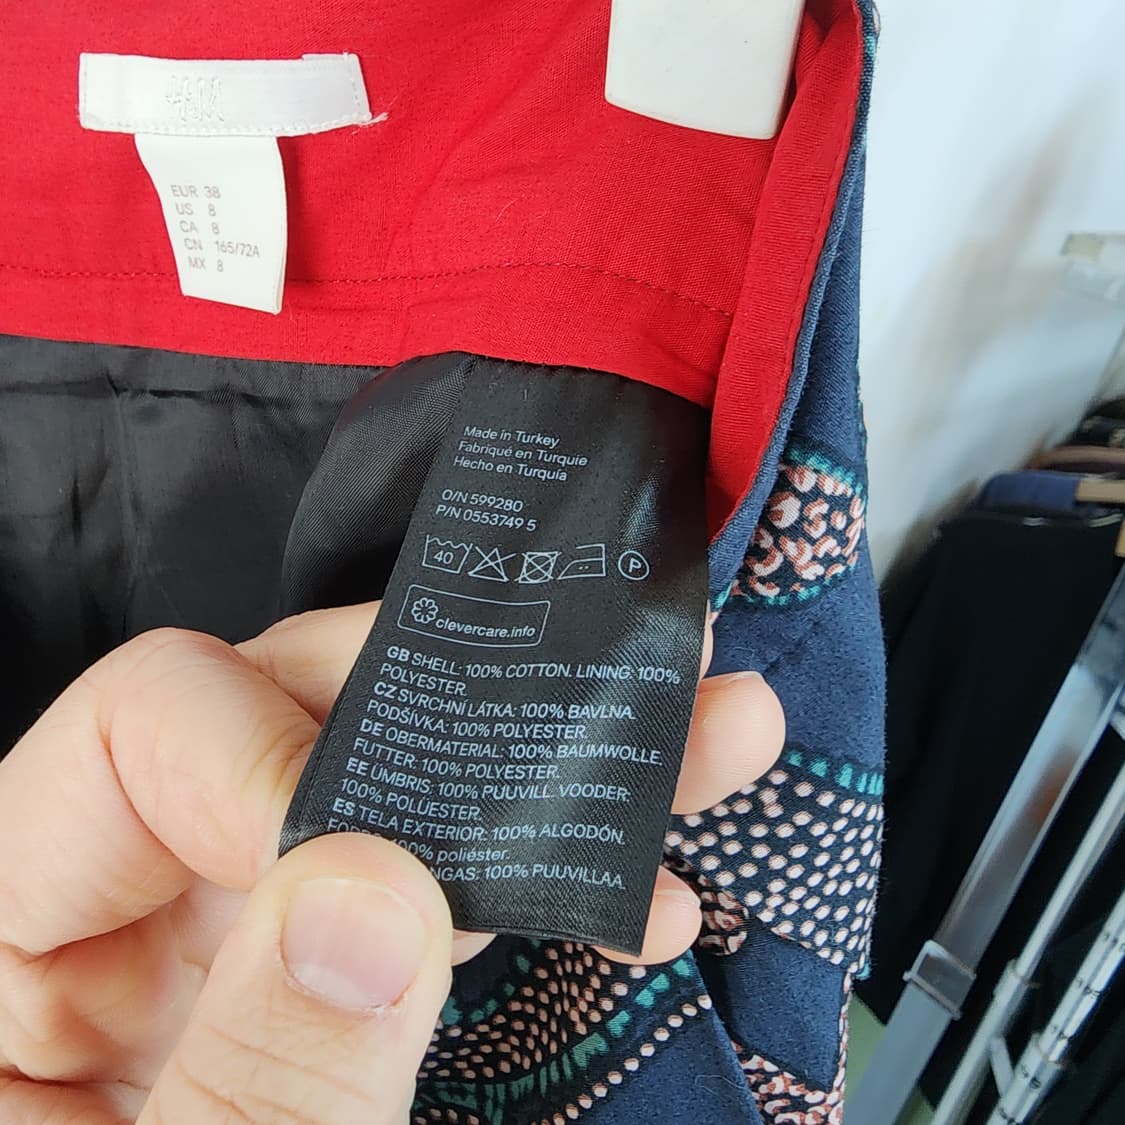 H&M
EUR 38
US 8
CA 8
CN 165/72A
MX 8
Made in Turkey
Fabriqué en Turquie
Hecho en Turquía
O/N 599280
P/N 0553749 5
40
P
clevercare.info
GB SHELL: 100% COTTON. LINING: 100%
POLYESTER.
CZ SVRCHNÍ LÁTKA: 100% BAVLNA.
PODŠÍVKA: 100% POLYESTER.
DE OBERMATERIAL: 100% BAUMWOLLE.
FUTTER: 100% POLYESTER.
EE ÜMBRIS: 100% PUUVILL. VOODER:
100% POLÜESTER.
ES TELA EXTERIOR: 100% ALGODÓN.
100% poliéster.
100% PUUVILLAA.